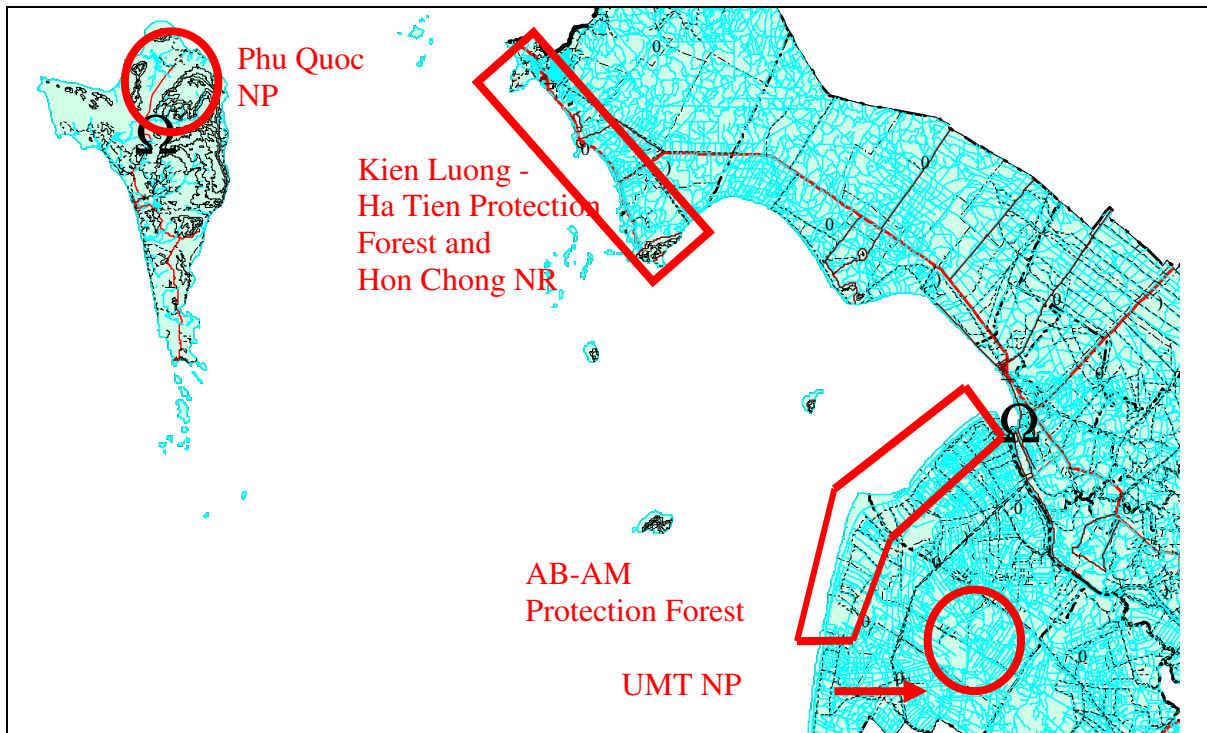 Phu Quoc
NP
Ω
Kien Luong -
Ha Tien Protection
Forest and
Hon Chong NR
Ω
AB-AM
Protection Forest
UMT NP